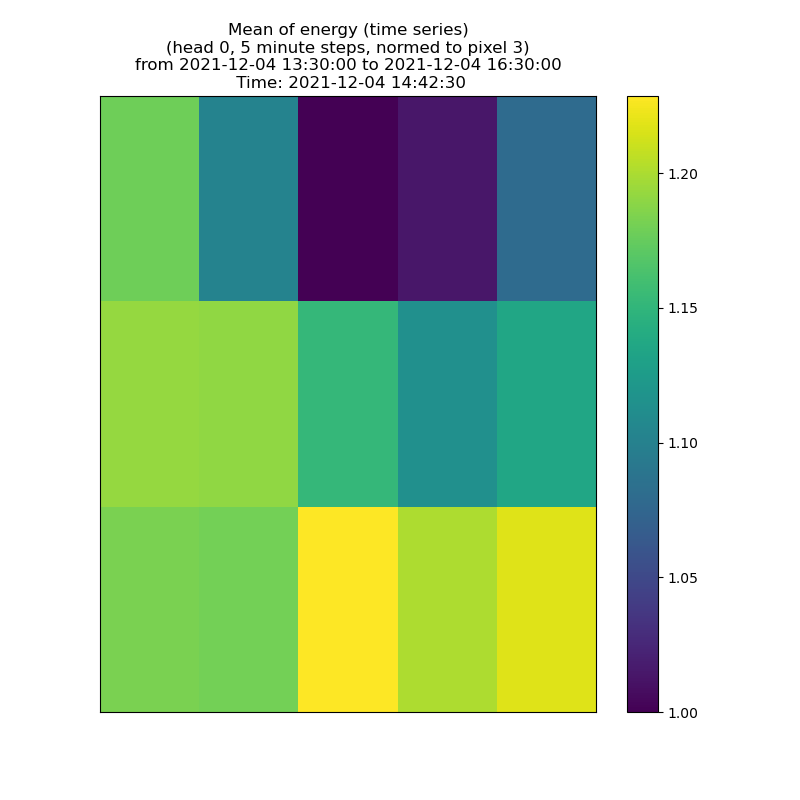 Mean of energy (time series)
(head 0, 5 minute steps, normed to pixel 3)
from 2021-12-04 13:30:00 to 2021-12-04 16:30:00
Time: 2021-12-04 14:42:30
1.20
1.15
1.10
1.05
1.00